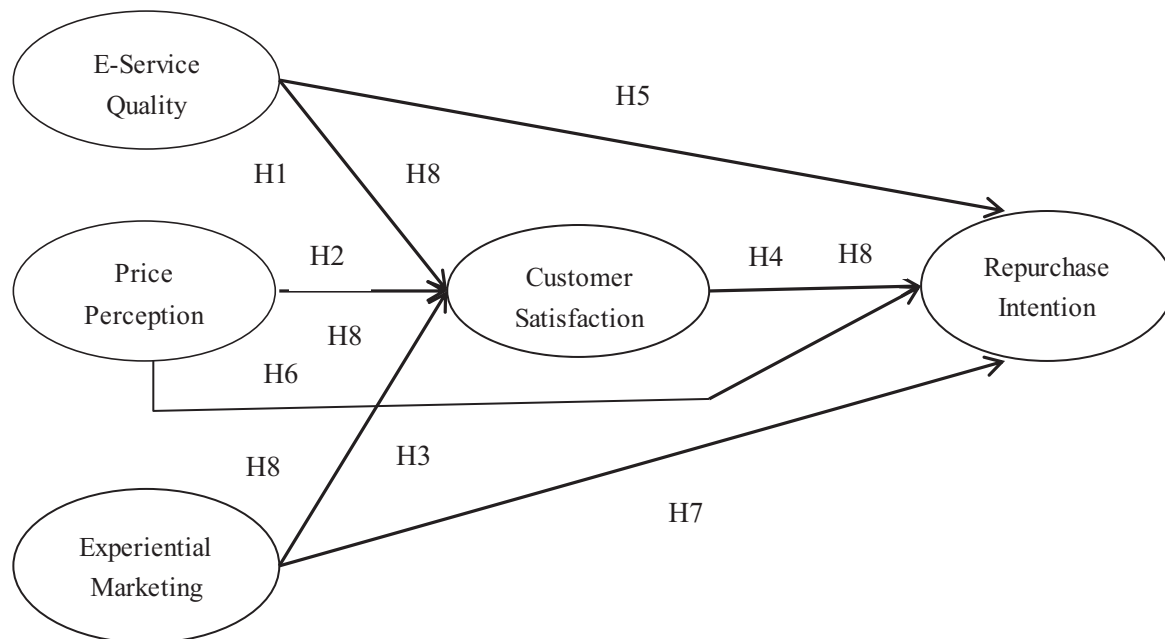 E-Service
Quality
H5
H1
H8
H2
Price
Perception
Customer
Satisfaction
H4
H8
Repurchase
Intention
H8
H6
H8
H3
H7
Experiential
Marketing